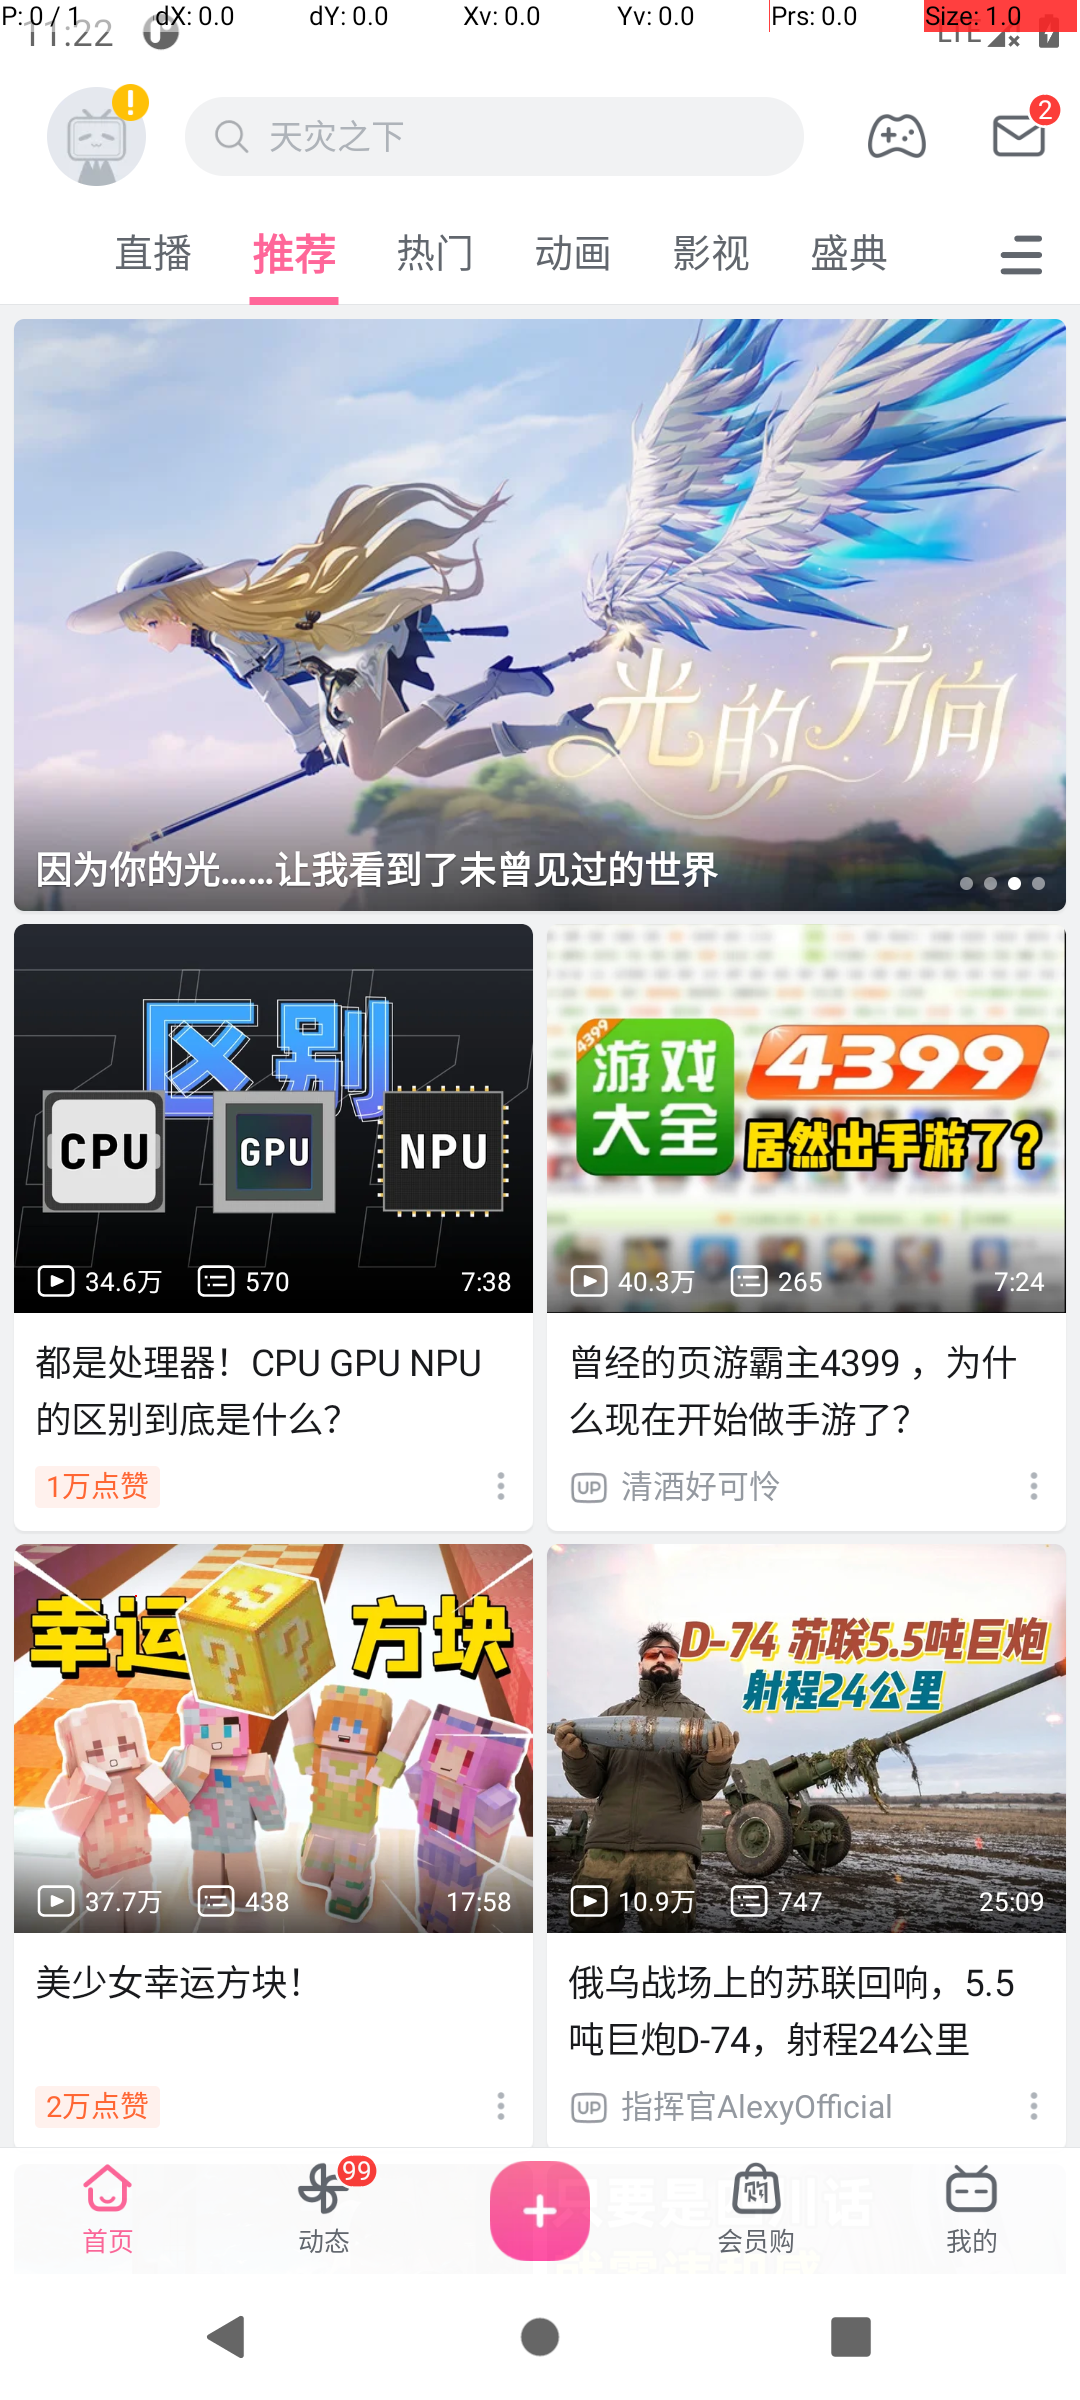 P: 0 / 1 dX: 0.0 dY: 0.0 Xv: 0.0 Yv: 0.0 Prs: 0.0 Size: 1.0
11:22 LTE
天灾之下 2
直播 推荐 热门 动画 影视 盛典
光的方向
因为你的光……让我看到了未曾见过的世界
区别
CPU GPU NPU
34.6万 570 7:38
都是处理器！CPU GPU NPU
的区别到底是什么？
1万点赞
4399
游戏
大全
4399
居然出手游了?
40.3万 265 7:24
曾经的页游霸主4399 ，为什
么现在开始做手游了？
UP 清酒好可怜
幸运方块
37.7万 438 17:58
美少女幸运方块！
2万点赞
D-74 苏联5.5吨巨炮
射程24公里
10.9万 747 25:09
俄乌战场上的苏联回响，5.5
吨巨炮D-74，射程24公里
UP 指挥官AlexyOfficial
只要是四川话
99 购
首页 动态 会员购 我的